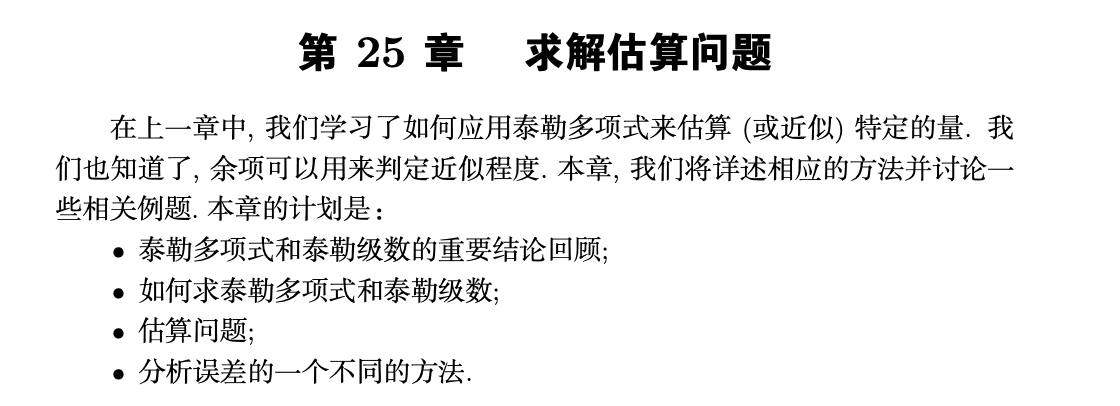 第 25 章 求解估算问题
在上一章中, 我们学习了如何应用泰勒多项式来估算 (或近似) 特定的量. 我
们也知道了, 余项可以用来判定近似程度. 本章, 我们将详述相应的方法并讨论一
些相关例题. 本章的计划是:
• 泰勒多项式和泰勒级数的重要结论回顾;
• 如何求泰勒多项式和泰勒级数;
• 估算问题;
• 分析误差的一个不同的方法.